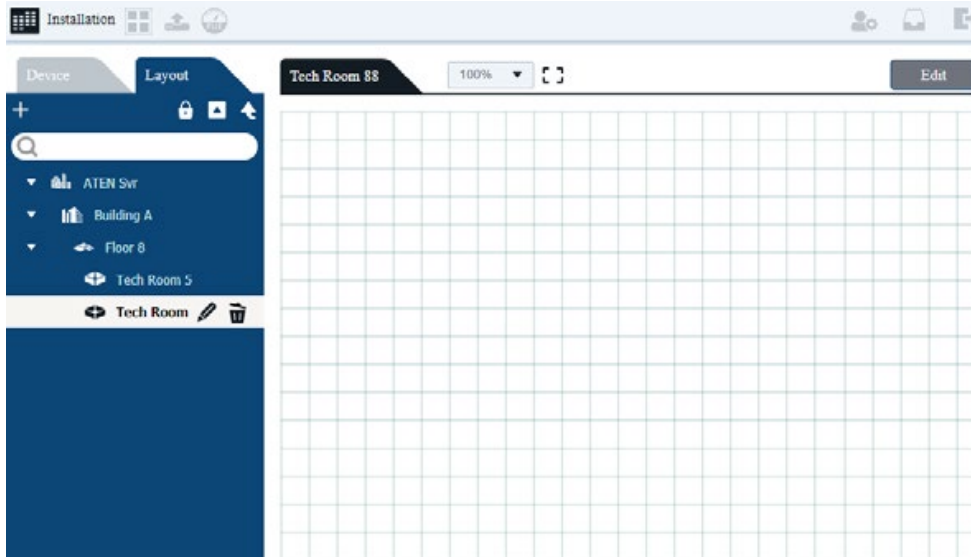 Installation
Device
Layout
Tech Room 88
100%
Edit
ATEN Svr
Building A
Floor 8
Tech Room 5
Tech Room